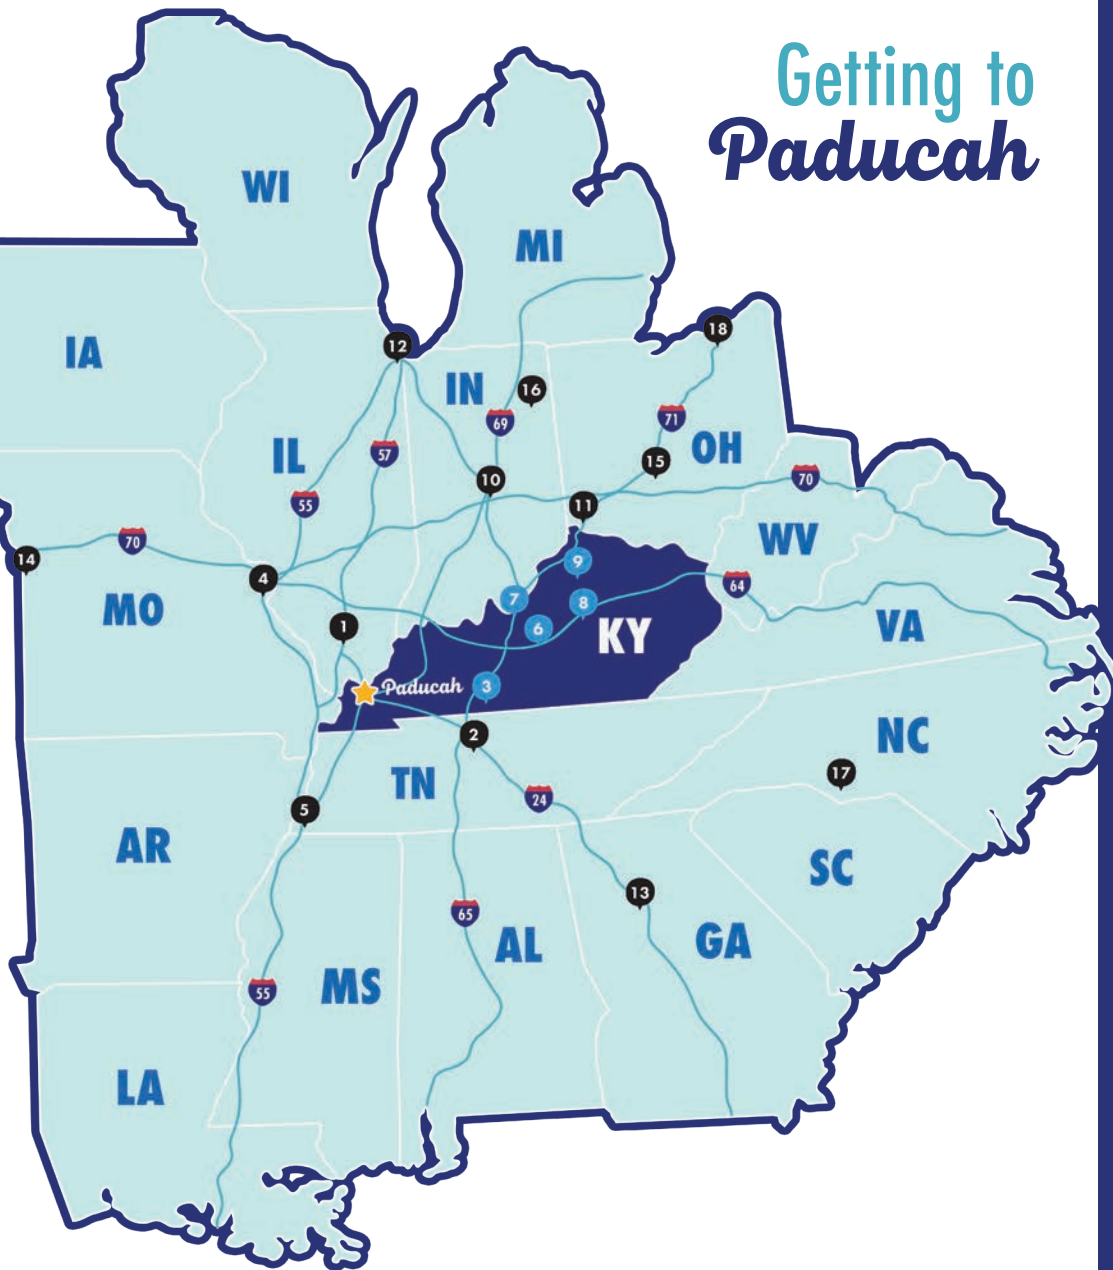 Getting to
Paducah
WI
MI
18
12
IA
IN
16
69
71
OH
57
IL
15
10
70
55
11
70
WV
14
9
4
64
MO
7
8
1
6
KY
VA
Paducah
3
2
NC
17
TN
24
5
AR
SC
13
65
GA
AL
MS
55
LA